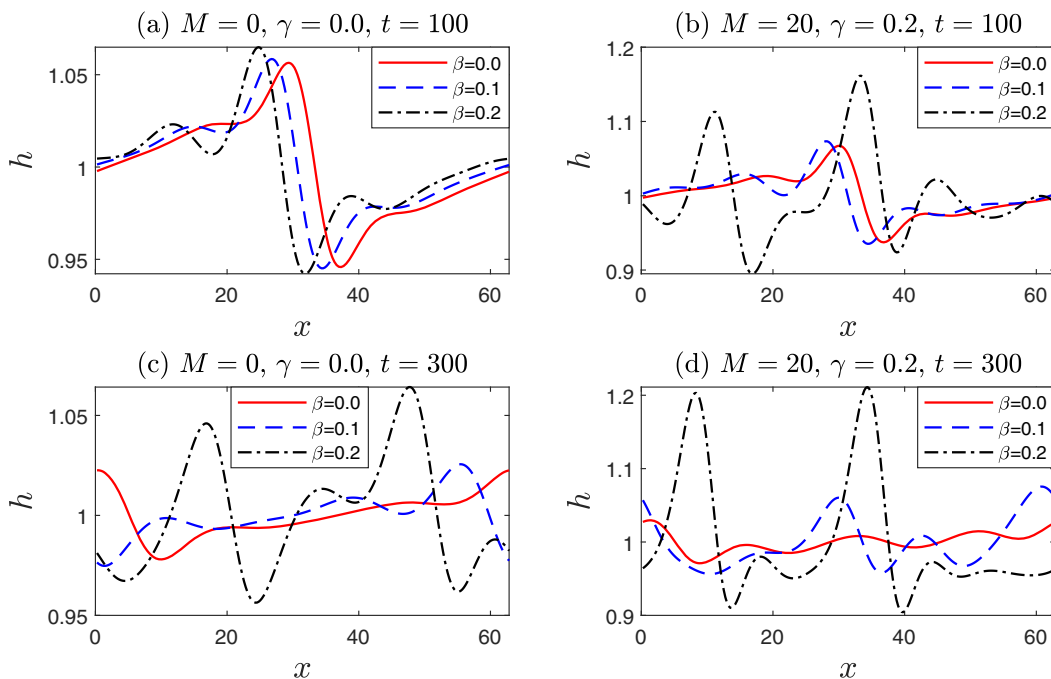 (a) M = 0, γ = 0.0, t = 100
1.05
1
0.95
h
β=0.0
β=0.1
β=0.2
0 20 40 60
x
(b) M = 20, γ = 0.2, t = 100
1.2
1.1
1
0.9
h
β=0.0
β=0.1
β=0.2
0 20 40 60
x
(c) M = 0, γ = 0.0, t = 300
1.05
1
0.95
h
β=0.0
β=0.1
β=0.2
0 20 40 60
x
(d) M = 20, γ = 0.2, t = 300
1.2
1.1
1
0.9
h
β=0.0
β=0.1
β=0.2
0 20 40 60
x